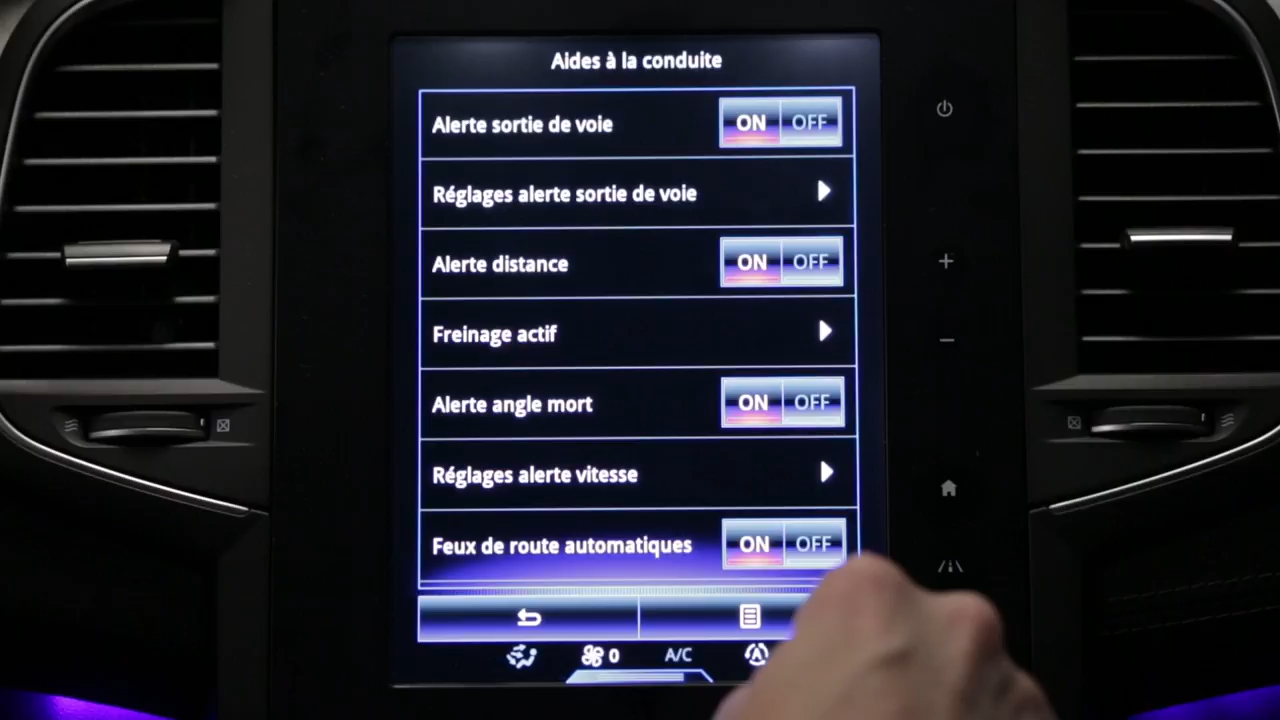 Aides à la conduite
Alerte sortie de voie ON OFF
Réglages alerte sortie de voie
Alerte distance ON OFF
Freinage actif
Alerte angle mort ON OFF
Réglages alerte vitesse
Feux de route automatiques ON OFF
0 A/C